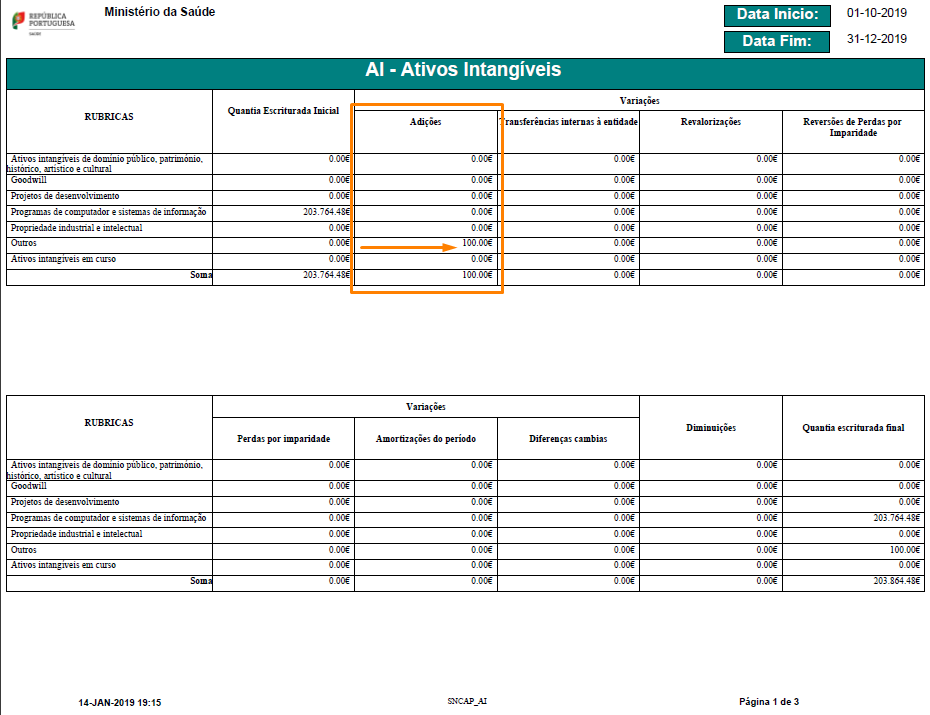 REPÚBLICA
PORTUGUESA
SAÚDE
Ministério da Saúde
Data Inicio: 01-10-2019
Data Fim: 31-12-2019
AI - Ativos Intangíveis
RUBRICAS Quantia Escriturada Inicial Variações
Adições Transferências internas à entidade Revalorizações Reversões de Perdas por
Imparidade
Ativos intangíveis de domínio público, património, 0.00€ 0.00€ 0.00€ 0.00€ 0.00€
histórico, artístico e cultural
Goodwill 0.00€ 0.00€ 0.00€ 0.00€ 0.00€
Projetos de desenvolvimento 0.00€ 0.00€ 0.00€ 0.00€ 0.00€
Programas de computador e sistemas de informação 203.764.48€ 0.00€ 0.00€ 0.00€ 0.00€
Propriedade industrial e intelectual 0.00€ 0.00€ 0.00€ 0.00€ 0.00€
Outros 0.00€ 100.00€ 0.00€ 0.00€ 0.00€
Ativos intangíveis em curso 0.00€ 0.00€ 0.00€ 0.00€ 0.00€
Soma 203.764.48€ 100.00€ 0.00€ 0.00€ 0.00€
RUBRICAS Variações Diminuições Quantia escriturada final
Perdas por imparidade Amortizações do período Diferenças cambias
Ativos intangíveis de domínio público, património, 0.00€ 0.00€ 0.00€ 0.00€ 0.00€
histórico, artístico e cultural
Goodwill 0.00€ 0.00€ 0.00€ 0.00€ 0.00€
Projetos de desenvolvimento 0.00€ 0.00€ 0.00€ 0.00€ 0.00€
Programas de computador e sistemas de informação 0.00€ 0.00€ 0.00€ 0.00€ 203.764.48€
Propriedade industrial e intelectual 0.00€ 0.00€ 0.00€ 0.00€ 0.00€
Outros 0.00€ 0.00€ 0.00€ 0.00€ 100.00€
Ativos intangíveis em curso 0.00€ 0.00€ 0.00€ 0.00€ 0.00€
Soma 0.00€ 0.00€ 0.00€ 0.00€ 203.864.48€
14-JAN-2019 19:15 SNCAP_AI Página 1 de 3